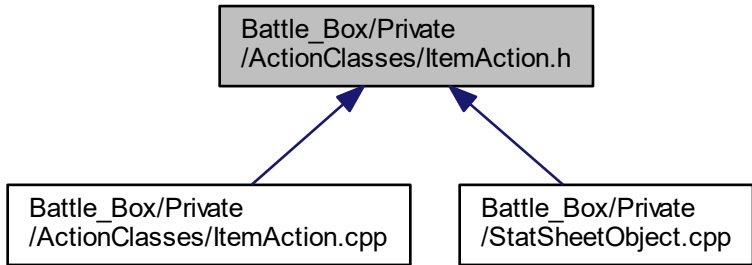 Battle_Box/Private
/ActionClasses/ItemAction.h
Battle_Box/Private
/ActionClasses/ItemAction.cpp
Battle_Box/Private
/StatSheetObject.cpp